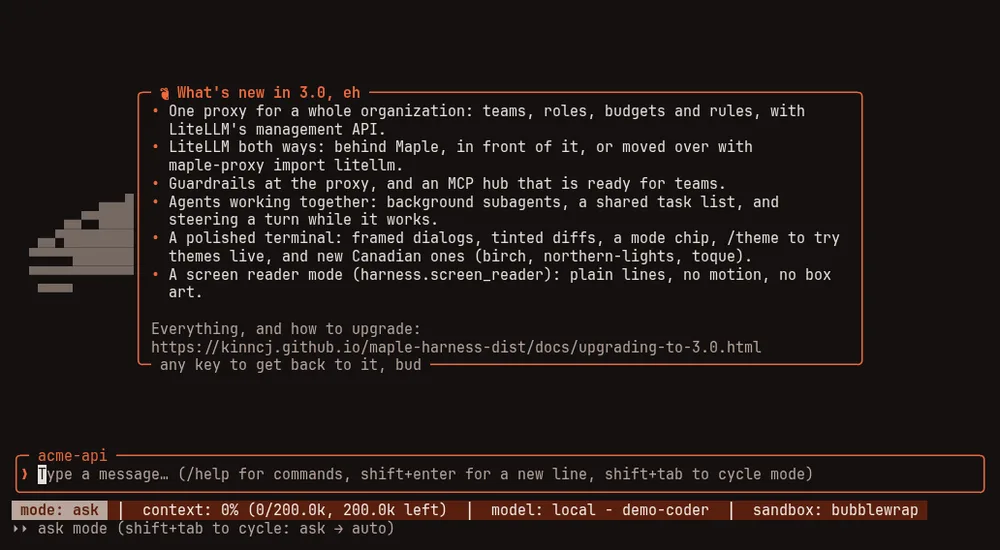 What's new in 3.0, eh
• One proxy for a whole organization: teams, roles, budgets and rules, with
LiteLLM's management API.
• LiteLLM both ways: behind Maple, in front of it, or moved over with
maple-proxy import litellm.
• Guardrails at the proxy, and an MCP hub that is ready for teams.
• Agents working together: background subagents, a shared task list, and
steering a turn while it works.
• A polished terminal: framed dialogs, tinted diffs, a mode chip, /theme to try
themes live, and new Canadian ones (birch, northern-lights, toque).
• A screen reader mode (harness.screen_reader): plain lines, no motion, no box
art.
Everything, and how to upgrade:
https://kinncj.github.io/maple-harness-dist/docs/upgrading-to-3.0.html
any key to get back to it, bud
acme-api
❯ Type a message… (/help for commands, shift+enter for a new line, shift+tab to cycle mode)
mode: ask | context: 0% (0/200.0k, 200.0k left) | model: local - demo-coder | sandbox: bubblewrap
▸▸ ask mode (shift+tab to cycle: ask → auto)